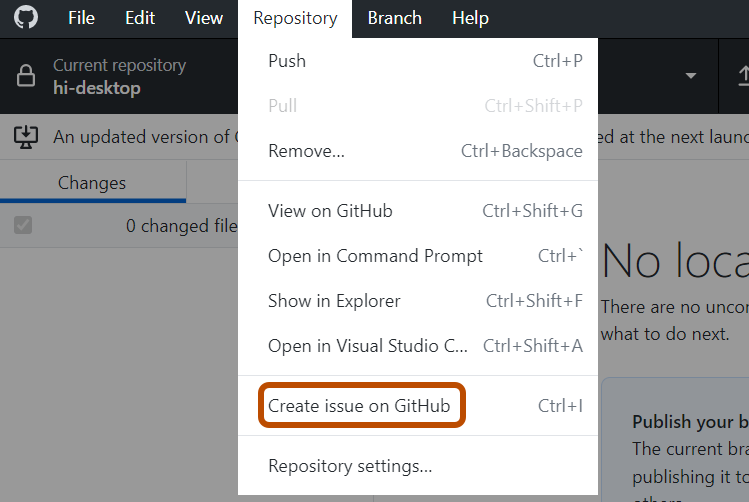 File Edit View Repository Branch Help
Current repository
hi-desktop
Push Ctrl+P
Pull Ctrl+Shift+P
Remove... Ctrl+Backspace
An updated version of ed at the next launc
Changes
0 changed file
View on GitHub Ctrl+Shift+G
Open in Command Prompt Ctrl+`
Show in Explorer Ctrl+Shift+F
Open in Visual Studio C... Ctrl+Shift+A
Create issue on GitHub Ctrl+I
Repository settings...
No loca
There are no uncor
what to do next.
Publish your b
The current bra
publishing it to